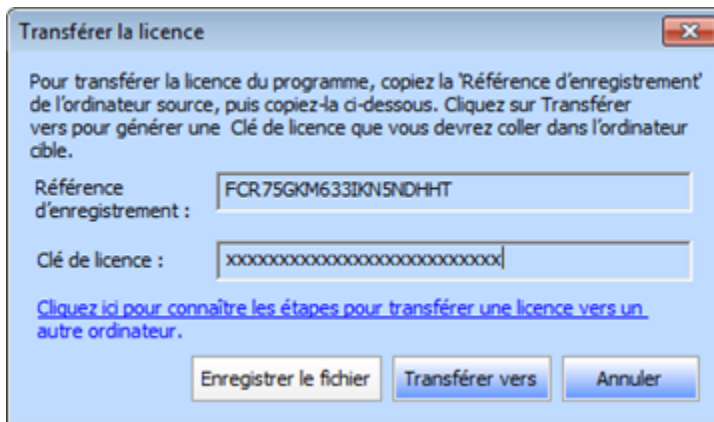 Transférer la licence
Pour transférer la licence du programme, copiez la 'Référence d'enregistrement'
de l'ordinateur source, puis copiez-la ci-dessous. Cliquez sur Transférer
vers pour générer une Clé de licence que vous devrez coller dans l'ordinateur
cible.
Référence
d'enregistrement :
FCR75GKM633IKN5NDHHT
Clé de licence :
xxxxxxxxxxxxxxxxxxxxxxxxxx
Cliquez ici pour connaître les étapes pour transférer une licence vers un
autre ordinateur.
Enregistrer le fichier Transférer vers Annuler